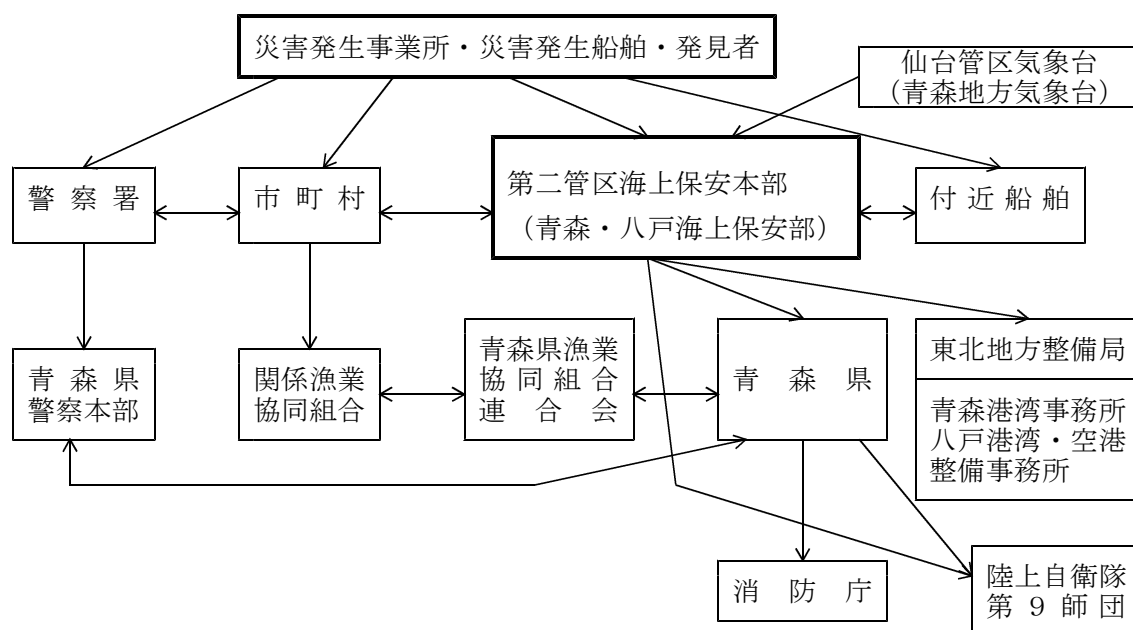 災害発生事業所・災害発生船舶・発見者
仙台管区気象台
（青森地方気象台）
警察署
市町村
第二管区海上保安本部
（青森・八戸海上保安部）
付近船舶
青森県
警察本部
関係漁業
協同組合
青森県漁業
協同組合
連合会
青森県
東北地方整備局
青森港湾事務所
八戸港湾・空港
整備事務所
消防庁
陸上自衛隊
第９師団